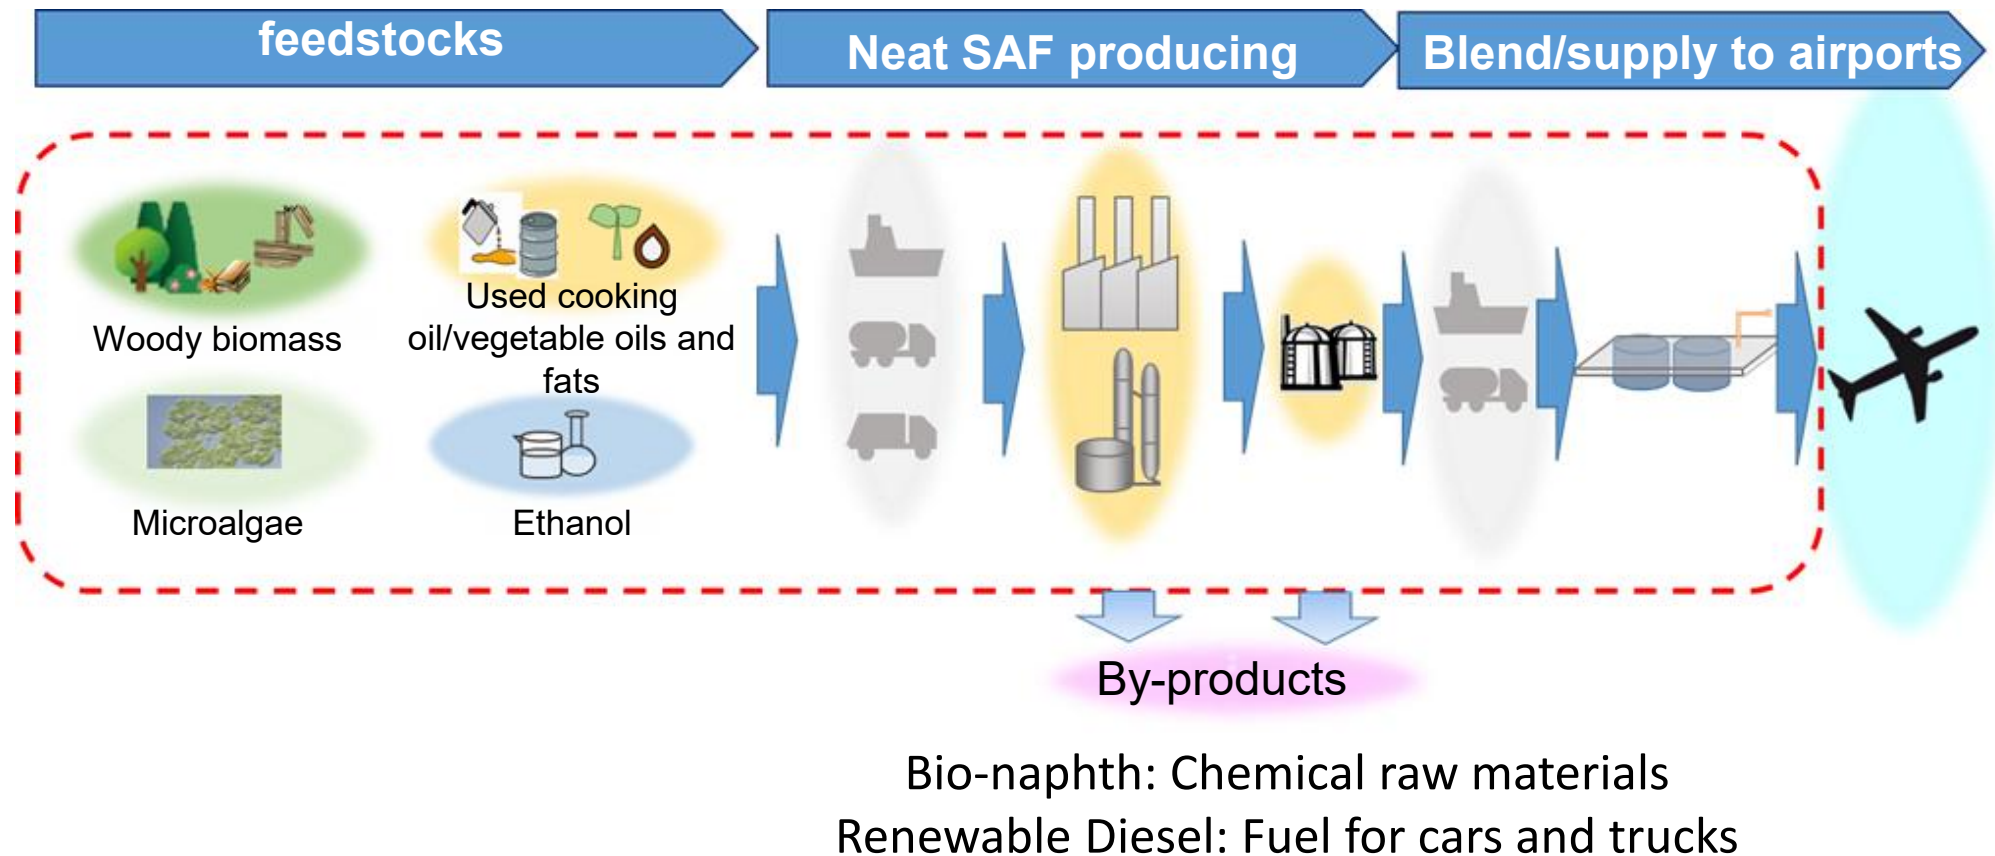 feedstocks
Neat SAF producing
Blend/supply to airports
Woody biomass
Used cooking
oil/vegetable oils and
fats
Microalgae
Ethanol
By-products
Bio-naphth: Chemical raw materials
Renewable Diesel: Fuel for cars and trucks